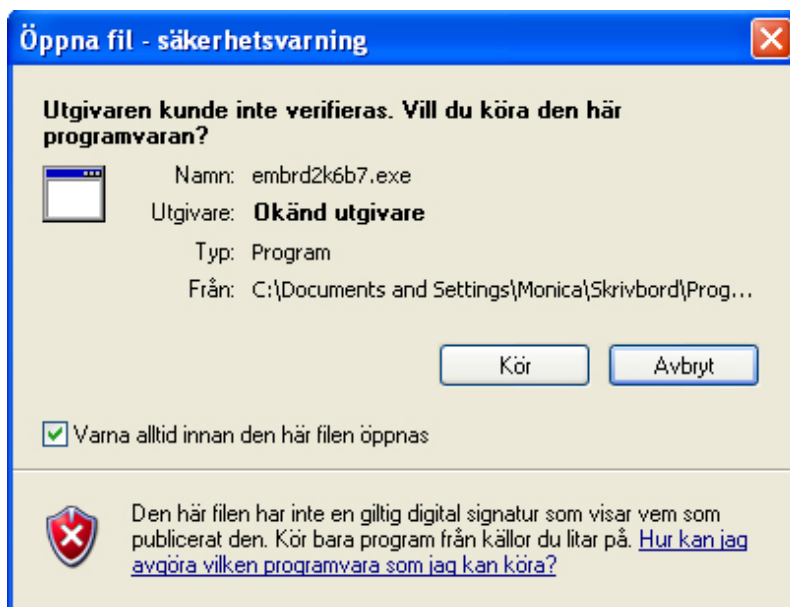 Öppna fil - säkerhetsvarning
Utgivaren kunde inte verifieras. Vill du köra den här
programvaran?
Namn: embrd2k6b7.exe
Utgivare: Okänd utgivare
Typ: Program
Från: C:\Documents and Settings\Monica\Skrivbord\Prog...
Kör Avbryt
Varna alltid innan den här filen öppnas
Den här filen har inte en giltig digital signatur som visar vem som
publicerat den. Kör bara program från källor du litar på. Hur kan jag
avgöra vilken programvara som jag kan köra?